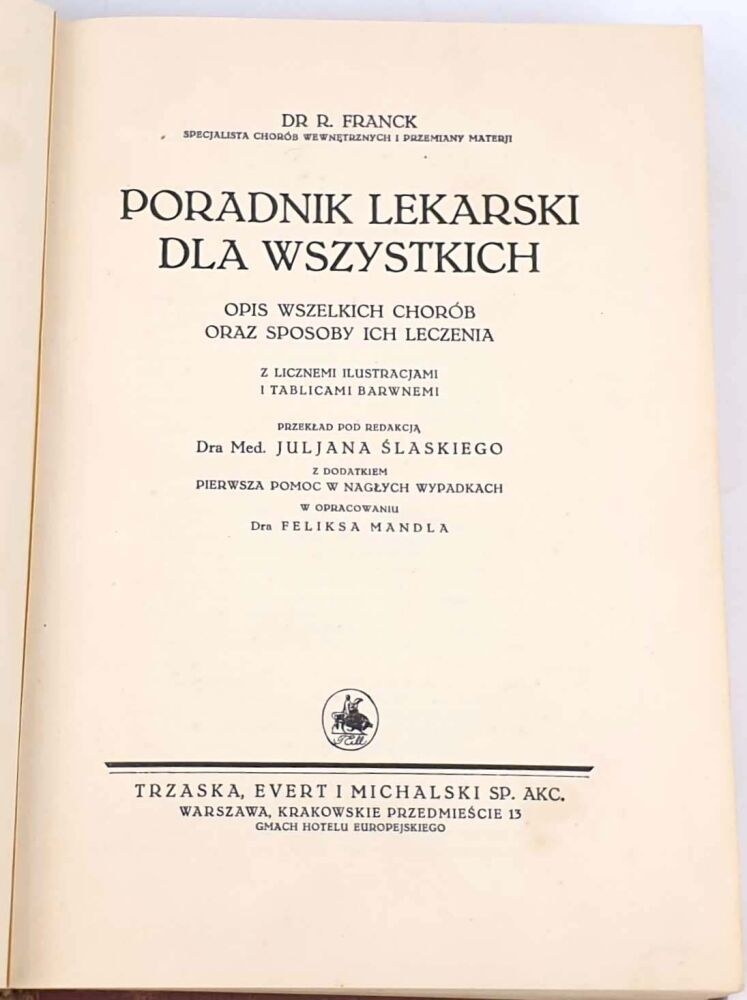 DR R. FRANCK
SPECJALISTA CHORÓB WEWNĘTRZNYCH I PRZEMIANY MATERJI
PORADNIK LEKARSKI
DLA WSZYSTKICH
OPIS WSZELKICH CHORÓB
ORAZ SPOSOBY ICH LECZENIA
Z LICZNEMI ILUSTRACJAMI
I TABLICAMI BARWNEMI
PRZEKŁAD POD REDAKCJĄ
Dra Med. JULJANA ŚLASKIEGO
Z DODATKIEM
PIERWSZA POMOC W NAGŁYCH WYPADKACH
W OPRACOWANIU
Dra FELIKSA MANDLA
TRZASKA, EVERT I MICHALSKI SP. AKC.
WARSZAWA, KRAKOWSKIE PRZEDMIEŚCIE 13
GMACH HOTELU EUROPEJSKIEGO